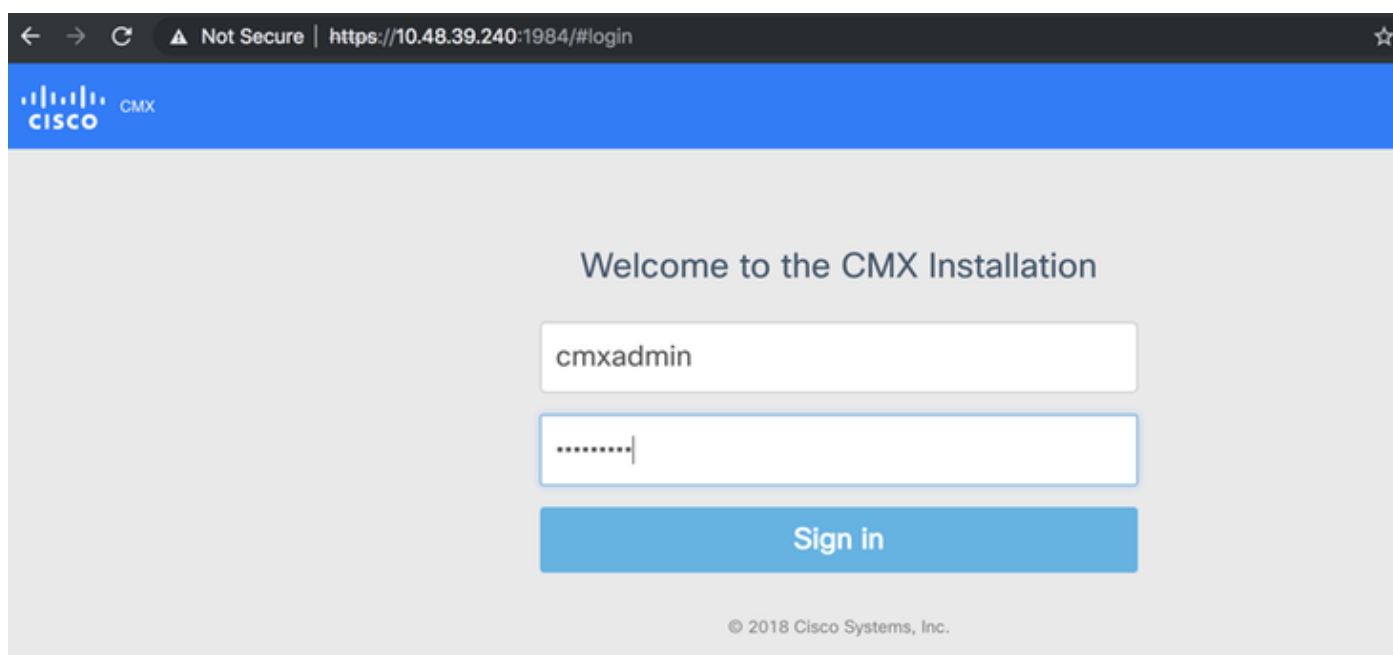 Not Secure | https://10.48.39.240:1984/#login
CISCO CMX
Welcome to the CMX Installation
cmxadmin
•••••••••
Sign in
© 2018 Cisco Systems, Inc.